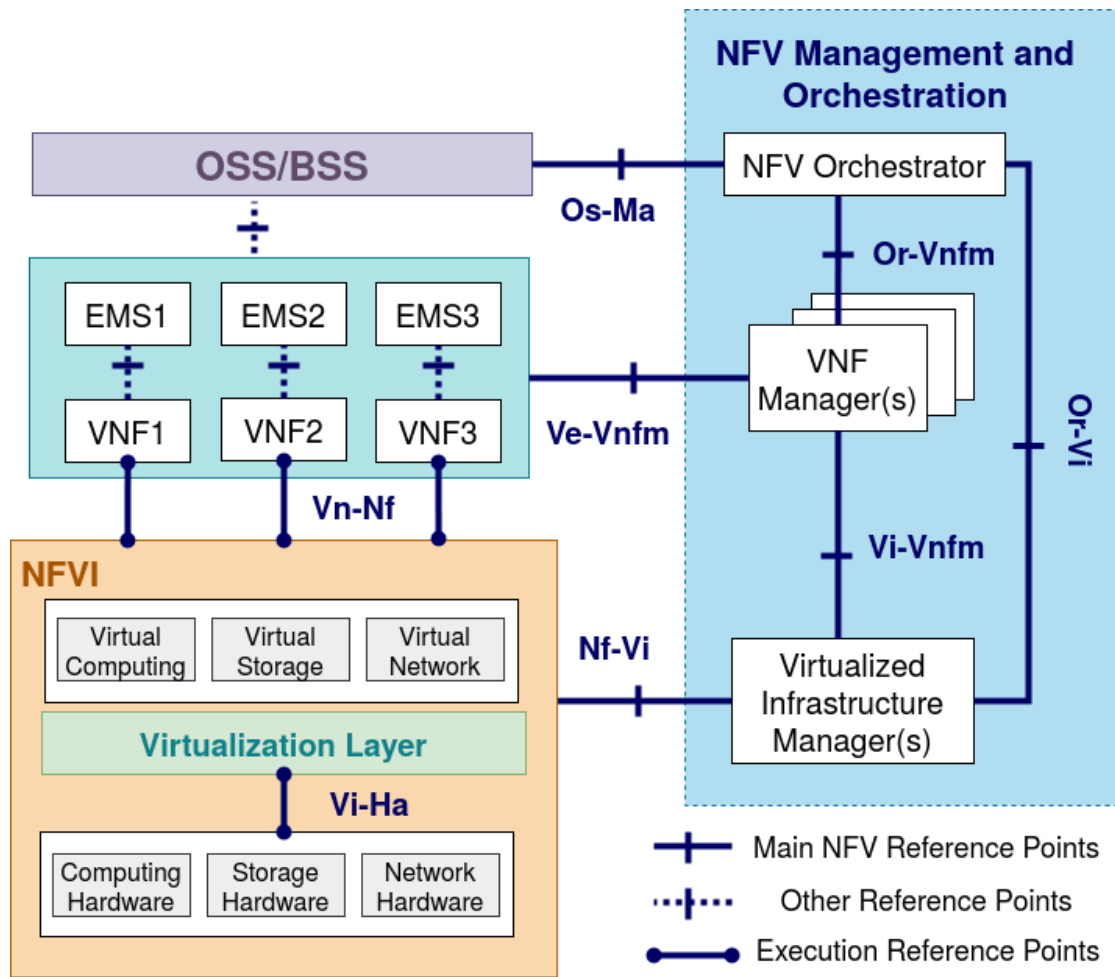 NFV Management and
Orchestration
OSS/BSS
NFV Orchestrator
Os-Ma
Or-Vnfm
EMS1
EMS2
EMS3
VNF
Manager(s)
VNF1
VNF2
VNF3
Ve-Vnfm
Or-Vi
Vn-Nf
Vi-Vnfm
NFVI
Virtual
Computing
Virtual
Storage
Virtual
Network
Nf-Vi
Virtualized
Infrastructure
Manager(s)
Virtualization Layer
Vi-Ha
Computing
Hardware
Storage
Hardware
Network
Hardware
Main NFV Reference Points
Other Reference Points
Execution Reference Points